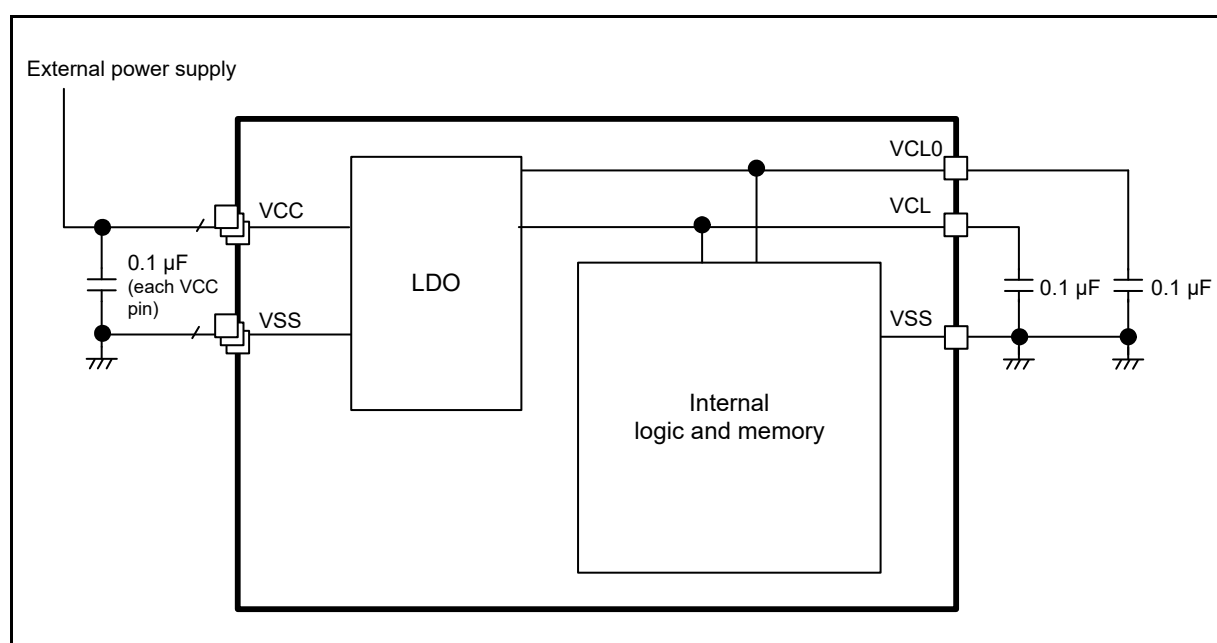 External power supply
VCL0
VCC
VCL
0.1 µF
(each VCC
pin)
LDO
0.1 µF
0.1 µF
VSS
VSS
Internal
logic and memory